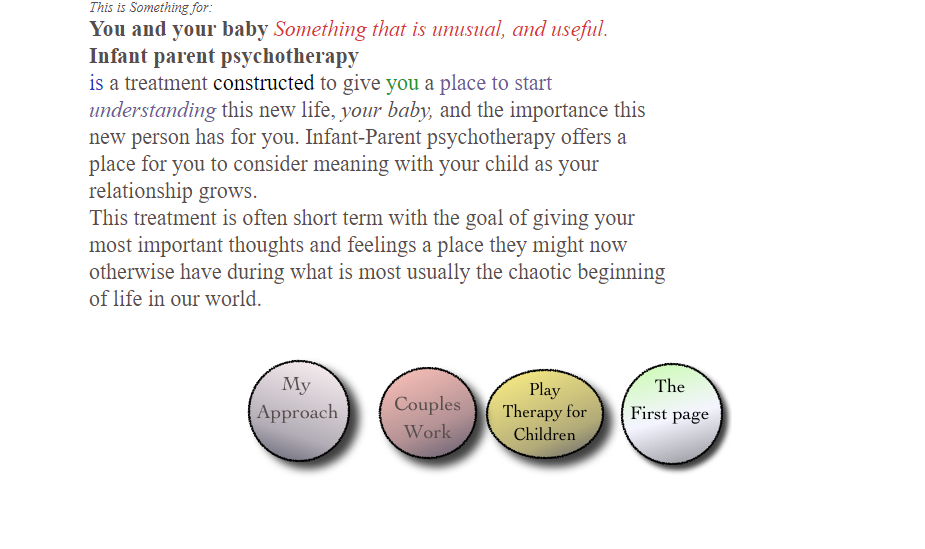 This is Something for:
You and your baby Something that is unusual, and useful.
Infant parent psychotherapy
is a treatment constructed to give you a place to start
understanding this new life, your baby, and the importance this
new person has for you. Infant-Parent psychotherapy offers a
place for you to consider meaning with your child as your
relationship grows.
This treatment is often short term with the goal of giving your
most important thoughts and feelings a place they might now
otherwise have during what is most usually the chaotic beginning
of life in our world.
My
Approach
Couples
Work
Play
Therapy for
Children
The
First page